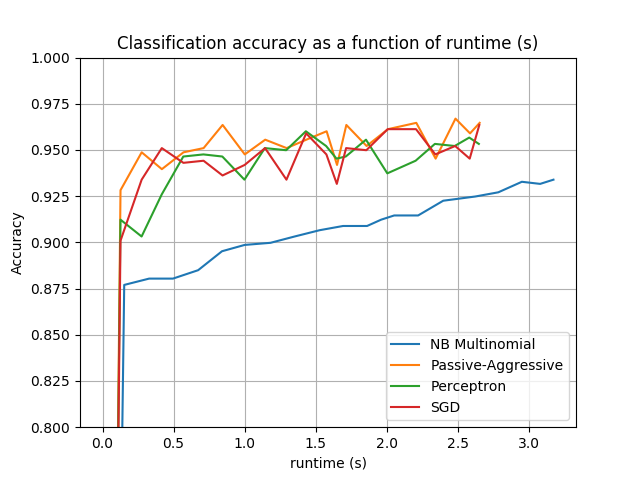 Classification accuracy as a function of runtime (s)
1.000
0.975
0.950
0.925
0.900
0.875
0.850
0.825
0.800
Accuracy
0.0 0.5 1.0 1.5 2.0 2.5 3.0
runtime (s)
NB Multinomial
Passive-Aggressive
Perceptron
SGD